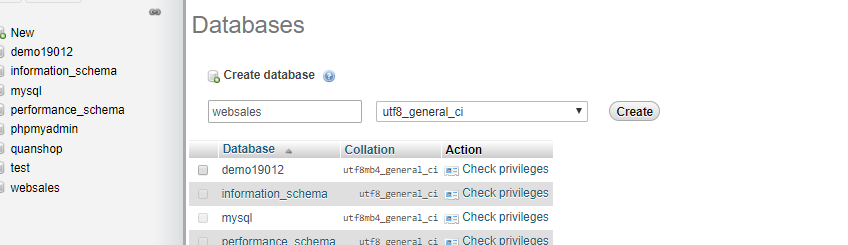 New
demo19012
information_schema
mysql
performance_schema
phpmyadmin
quanshop
test
websales
Databases
Create database
websales utf8_general_ci Create
Database Collation Action
demo19012 utf8mb4_general_ci Check privileges
information_schema utf8_general_ci Check privileges
mysql utf8mb4_general_ci Check privileges
performance_schema utf8_general_ci Check privileges